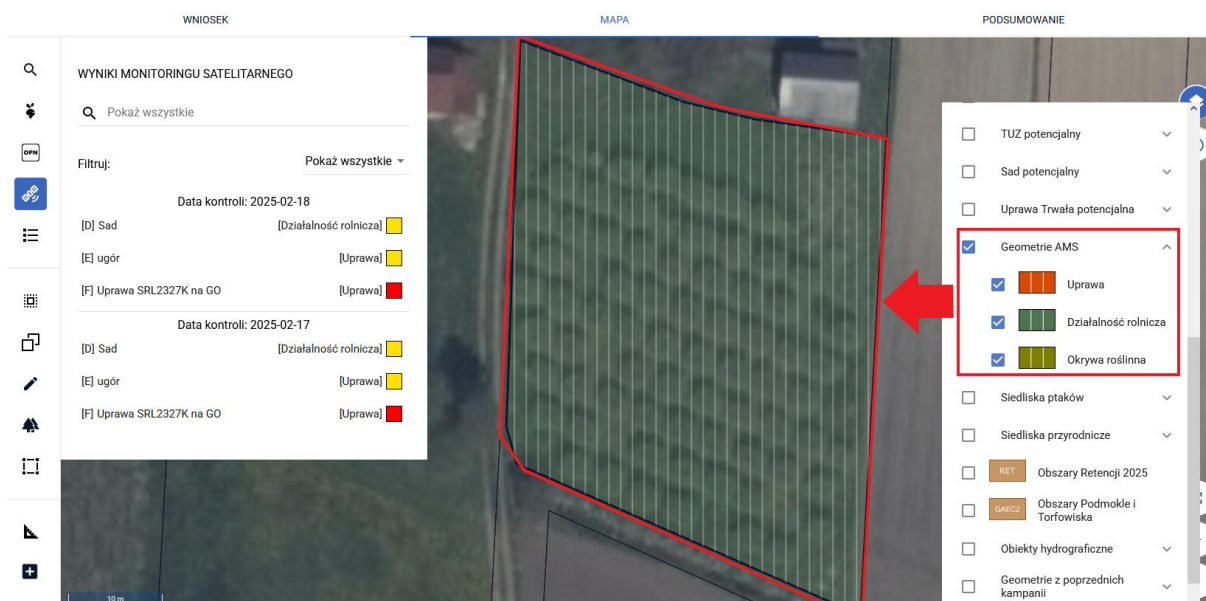 WNIOSEK
MAPA
PODSUMOWANIE
WYNIKI MONITORINGU SATELITARNEGO
Pokaż wszystkie
Filtruj:
Pokaż wszystkie
Data kontroli: 2025-02-18
[D] Sad [Działalność rolnicza]
[E] ugór [Uprawa]
[F] Uprawa SRL2327K na GO [Uprawa]
Data kontroli: 2025-02-17
[D] Sad [Działalność rolnicza]
[E] ugór [Uprawa]
[F] Uprawa SRL2327K na GO [Uprawa]
OPN
10 m
TUZ potencjalny
Sad potencjalny
Uprawa Trwała potencjalna
Geometrie AMS
Uprawa
Działalność rolnicza
Okrywa roślinna
Siedliska ptaków
Siedliska przyrodnicze
RET Obszary Retencji 2025
GAEC2 Obszary Podmokłe i
Torfowiska
Obiekty hydrograficzne
Geometrie z poprzednich
kampanii